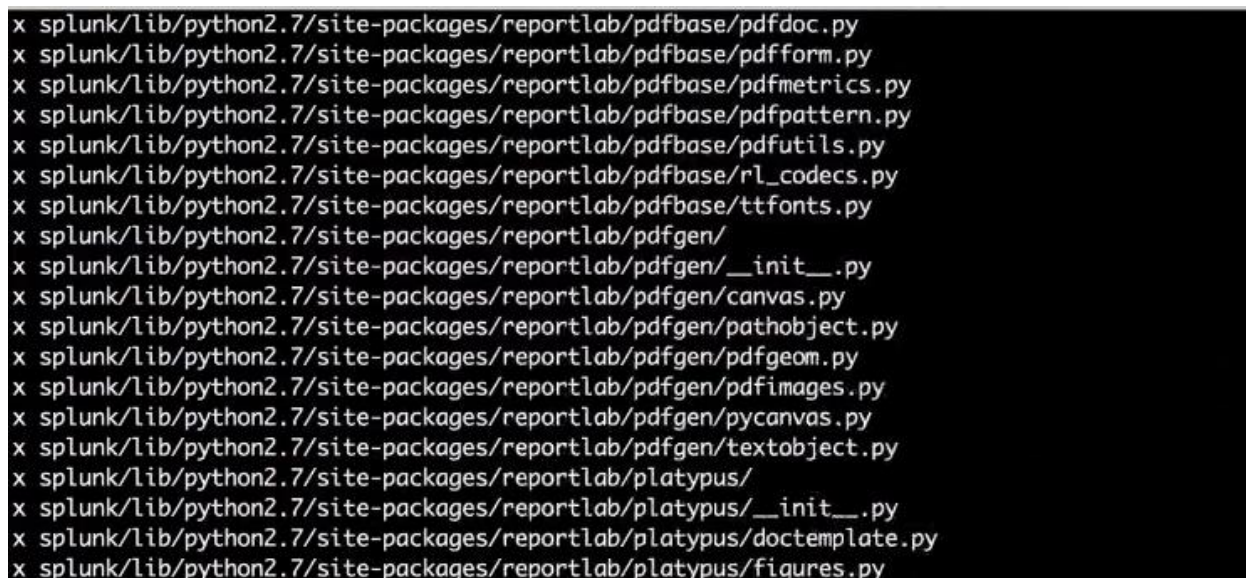 x splunk/lib/python2.7/site-packages/reportlab/pdfbase/pdfdoc.py
x splunk/lib/python2.7/site-packages/reportlab/pdfbase/pdfform.py
x splunk/lib/python2.7/site-packages/reportlab/pdfbase/pdfmetrics.py
x splunk/lib/python2.7/site-packages/reportlab/pdfbase/pdfpattern.py
x splunk/lib/python2.7/site-packages/reportlab/pdfbase/pdfutils.py
x splunk/lib/python2.7/site-packages/reportlab/pdfbase/rl_codecs.py
x splunk/lib/python2.7/site-packages/reportlab/pdfbase/ttfonts.py
x splunk/lib/python2.7/site-packages/reportlab/pdfgen/
x splunk/lib/python2.7/site-packages/reportlab/pdfgen/__init__.py
x splunk/lib/python2.7/site-packages/reportlab/pdfgen/canvas.py
x splunk/lib/python2.7/site-packages/reportlab/pdfgen/pathobject.py
x splunk/lib/python2.7/site-packages/reportlab/pdfgen/pdfgeom.py
x splunk/lib/python2.7/site-packages/reportlab/pdfgen/pdfimages.py
x splunk/lib/python2.7/site-packages/reportlab/pdfgen/pycanvas.py
x splunk/lib/python2.7/site-packages/reportlab/pdfgen/textobject.py
x splunk/lib/python2.7/site-packages/reportlab/platypus/
x splunk/lib/python2.7/site-packages/reportlab/platypus/__init__.py
x splunk/lib/python2.7/site-packages/reportlab/platypus/doctemplate.py
x splunk/lib/python2.7/site-packages/reportlab/platypus/figures.py